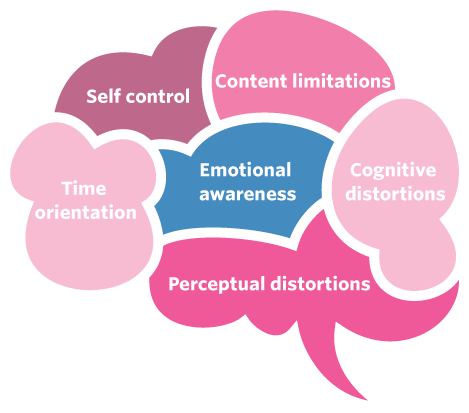 Self control
Content limitations
Time
orientation
Emotional
awareness
Cognitive
distortions
Perceptual distortions